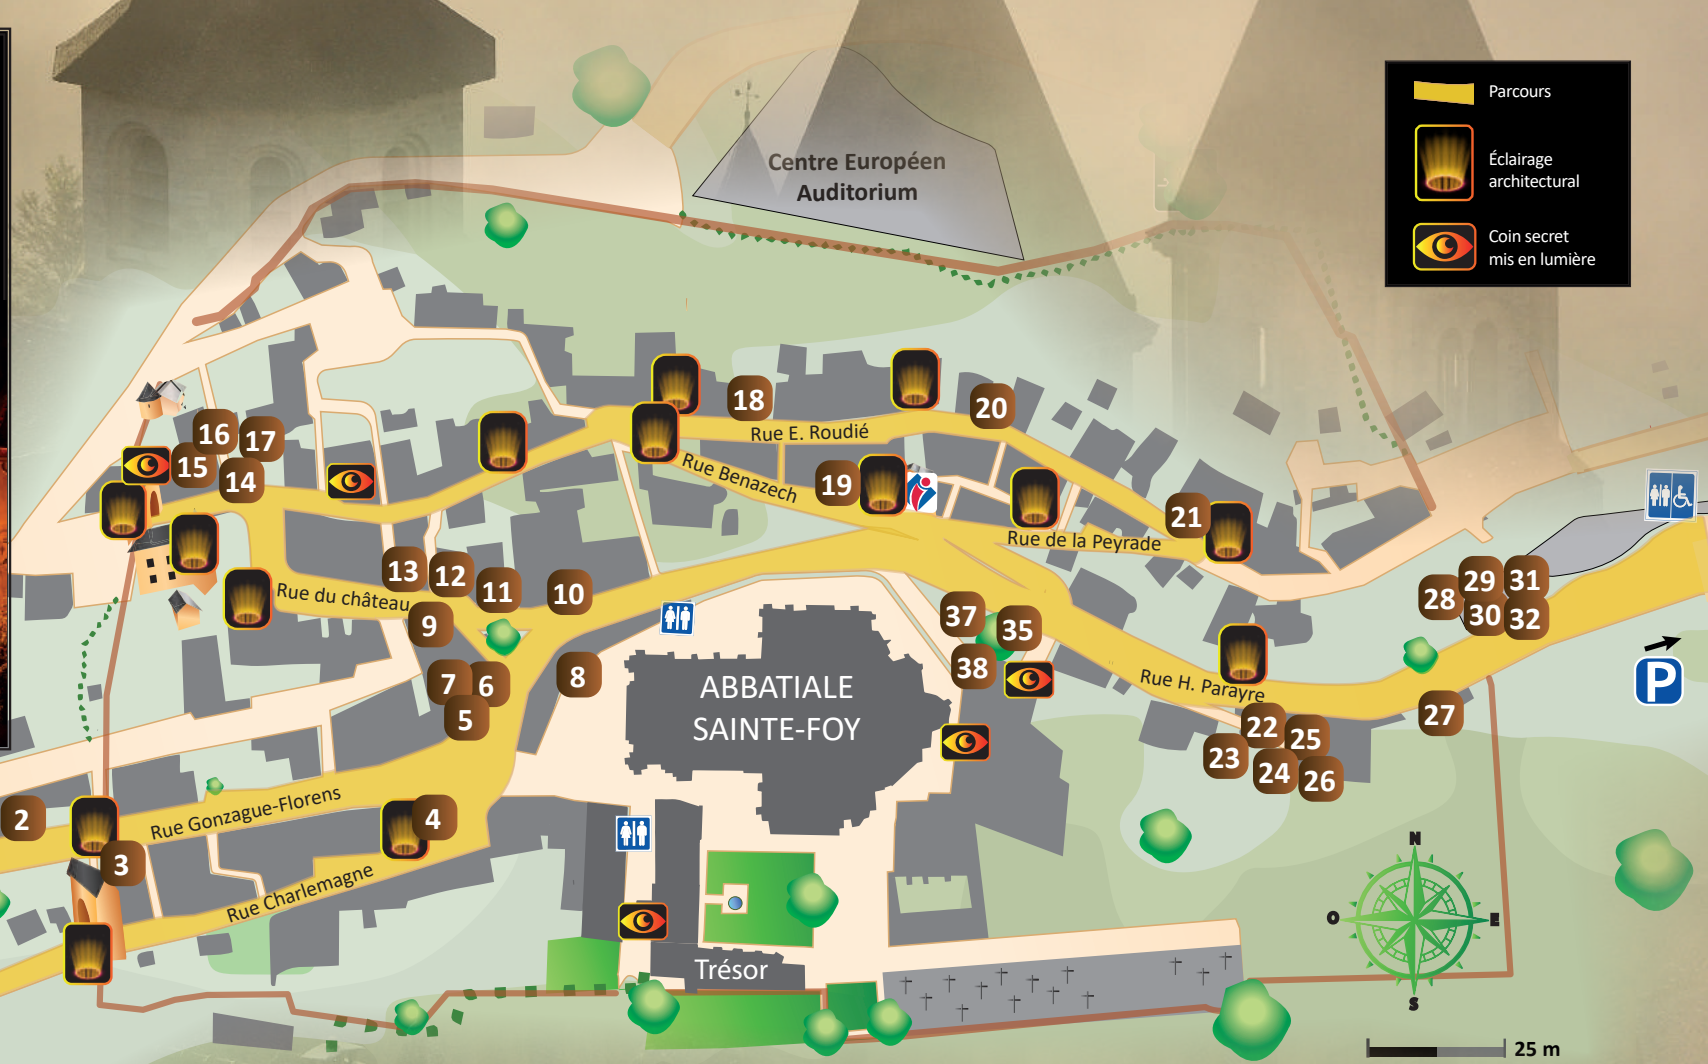 Centre Européen
Auditorium
Parcours
Éclairage
architectural
Coin secret
mis en lumière
18
20
Rue E. Roudié
16
17
15
14
Rue Benazech
19
21
Rue de la Peyrade
13
12
11
10
Rue du château
9
29
31
28
30
32
37
35
38
7
6
5
8
ABBATIALE
SAINTE-FOY
Rue H. Parayre
P
22
25
23
24
26
27
2
3
Rue Gonzague-Florens
4
Rue Charlemagne
Trésor
N
O
E
S
25 m